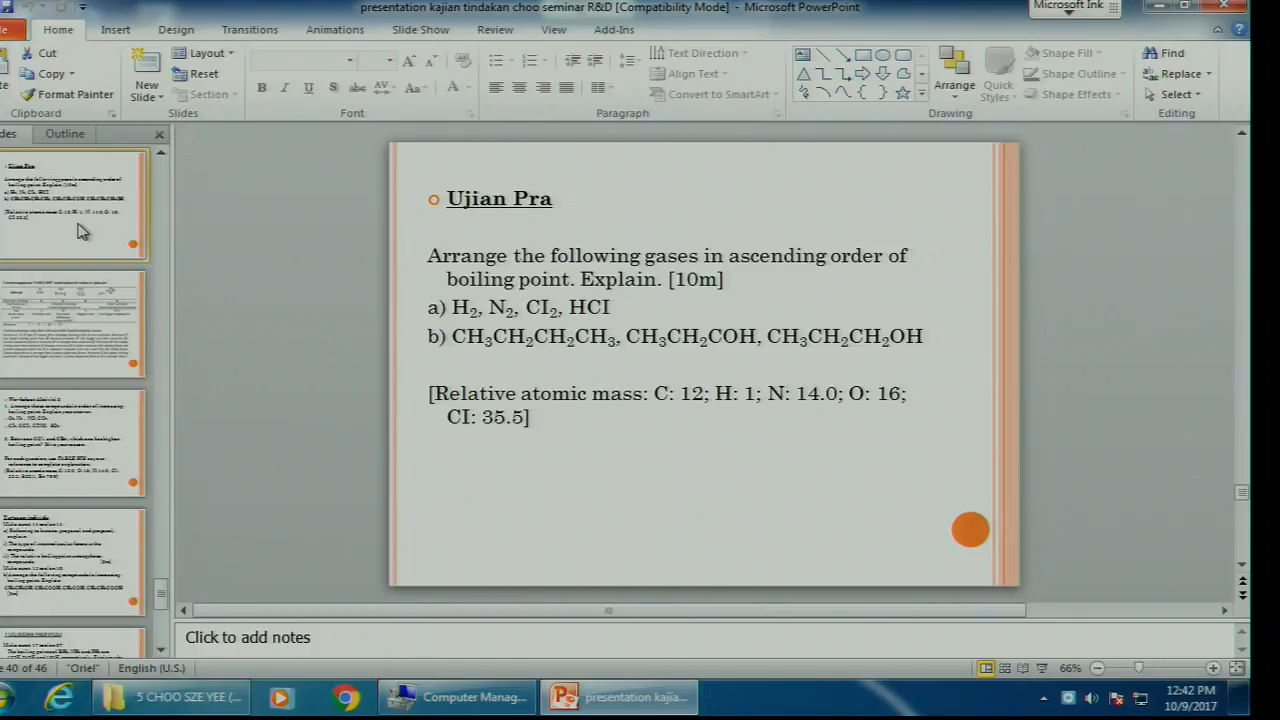 presentation kajian tindakan choo seminar R&D [Compatibility Mode] - Microsoft PowerPoint
Microsoft Ink
Home Insert Design Transitions Animations Slide Show Review View Add-Ins
Cut
Copy
Format Painter
Clipboard
New Slide
Layout
Reset
Section
Slides
Font
Text Direction
Align Text
Convert to SmartArt
Paragraph
Arrange
Quick Styles
Shape Fill
Shape Outline
Shape Effects
Drawing
Find
Replace
Select
Editing
Outline
Ujian Pra
Arrange the following gases in ascending order of
boiling point. Explain. [10m]
a) H₂, N₂, CI₂, HCI
b) CH₃CH₂CH₂CH₃, CH₃CH₂COH, CH₃CH₂CH₂OH
[Relative atomic mass: C: 12; H: 1; N: 14.0; O: 16;
CI: 35.5]
Click to add notes
40 of 46 "Oriel" English (U.S.) 66%
5 CHOO SZE YEE (... Computer Manag... presentation kajia...
12:42 PM
10/9/2017